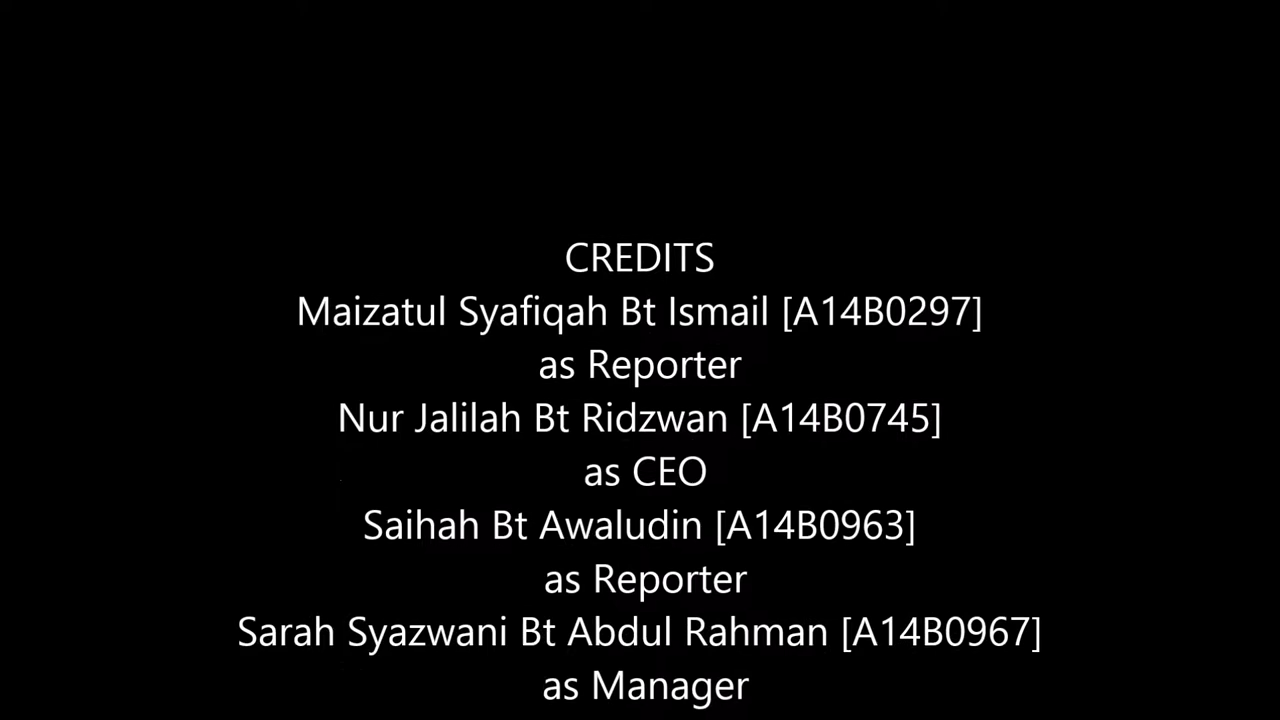 CREDITS
Maizatul Syafiqah Bt Ismail [A14B0297]
as Reporter
Nur Jalilah Bt Ridzwan [A14B0745]
as CEO
Saihah Bt Awaludin [A14B0963]
as Reporter
Sarah Syazwani Bt Abdul Rahman [A14B0967]
as Manager